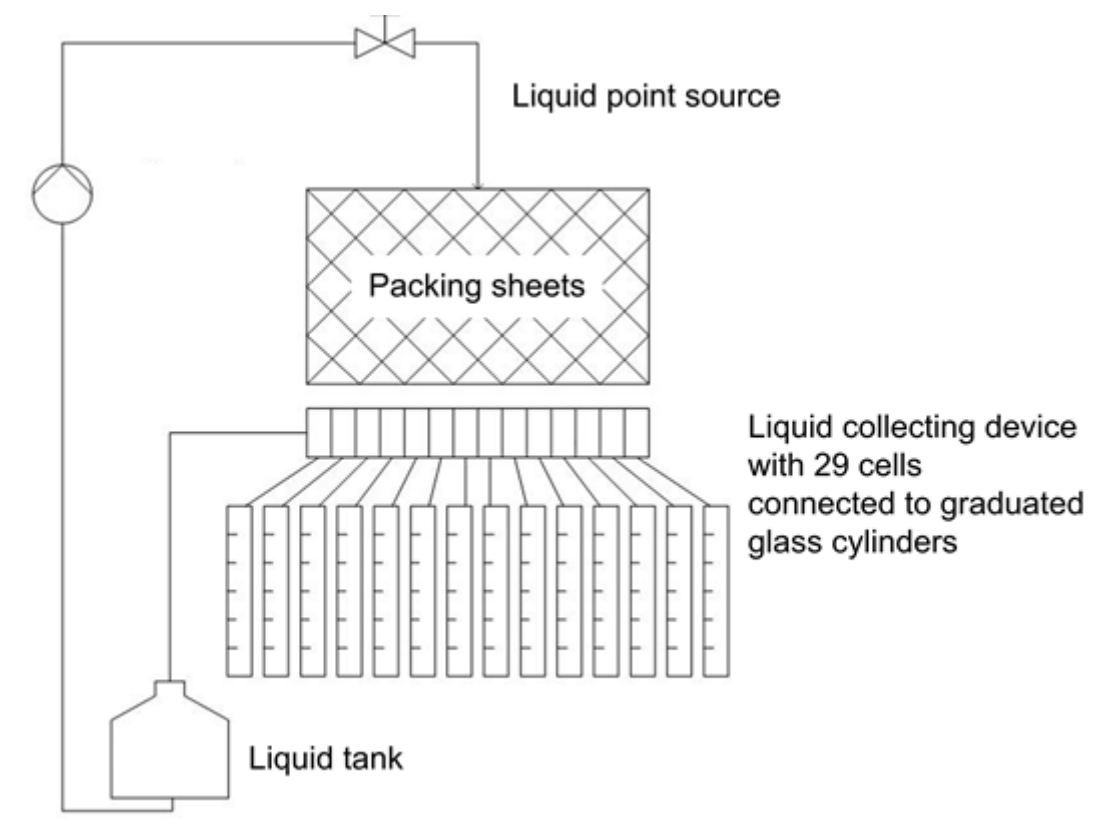 Liquid point source
Packing sheets
Liquid collecting device
with 29 cells
connected to graduated
glass cylinders
Liquid tank